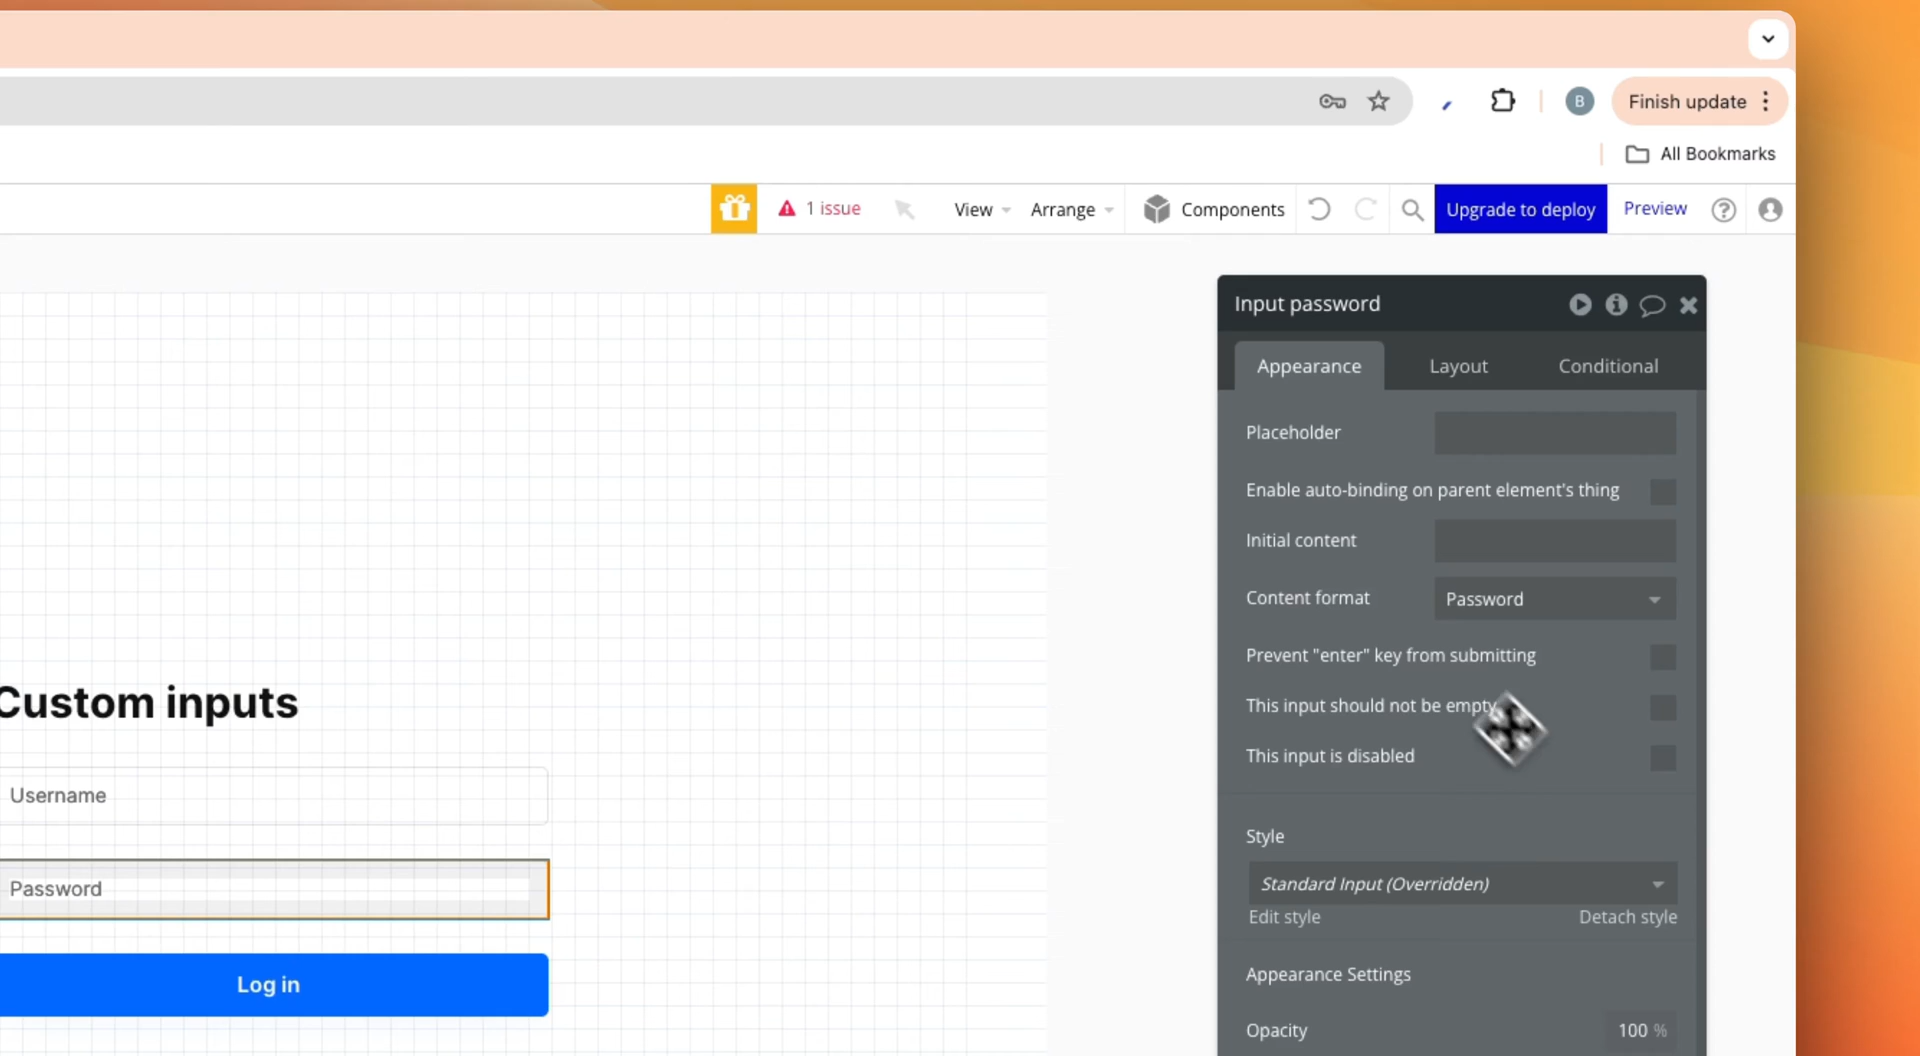 B
Finish update
All Bookmarks
1 issue
View
Arrange
Components
Upgrade to deploy
Preview
Input password
Appearance
Layout
Conditional
Placeholder
Enable auto-binding on parent element's thing
Initial content
Content format
Password
Prevent "enter" key from submitting
This input should not be empty
This input is disabled
Style
Standard Input (Overridden)
Edit style
Detach style
Appearance Settings
Opacity
100 %
Custom inputs
Username
Password
Log in